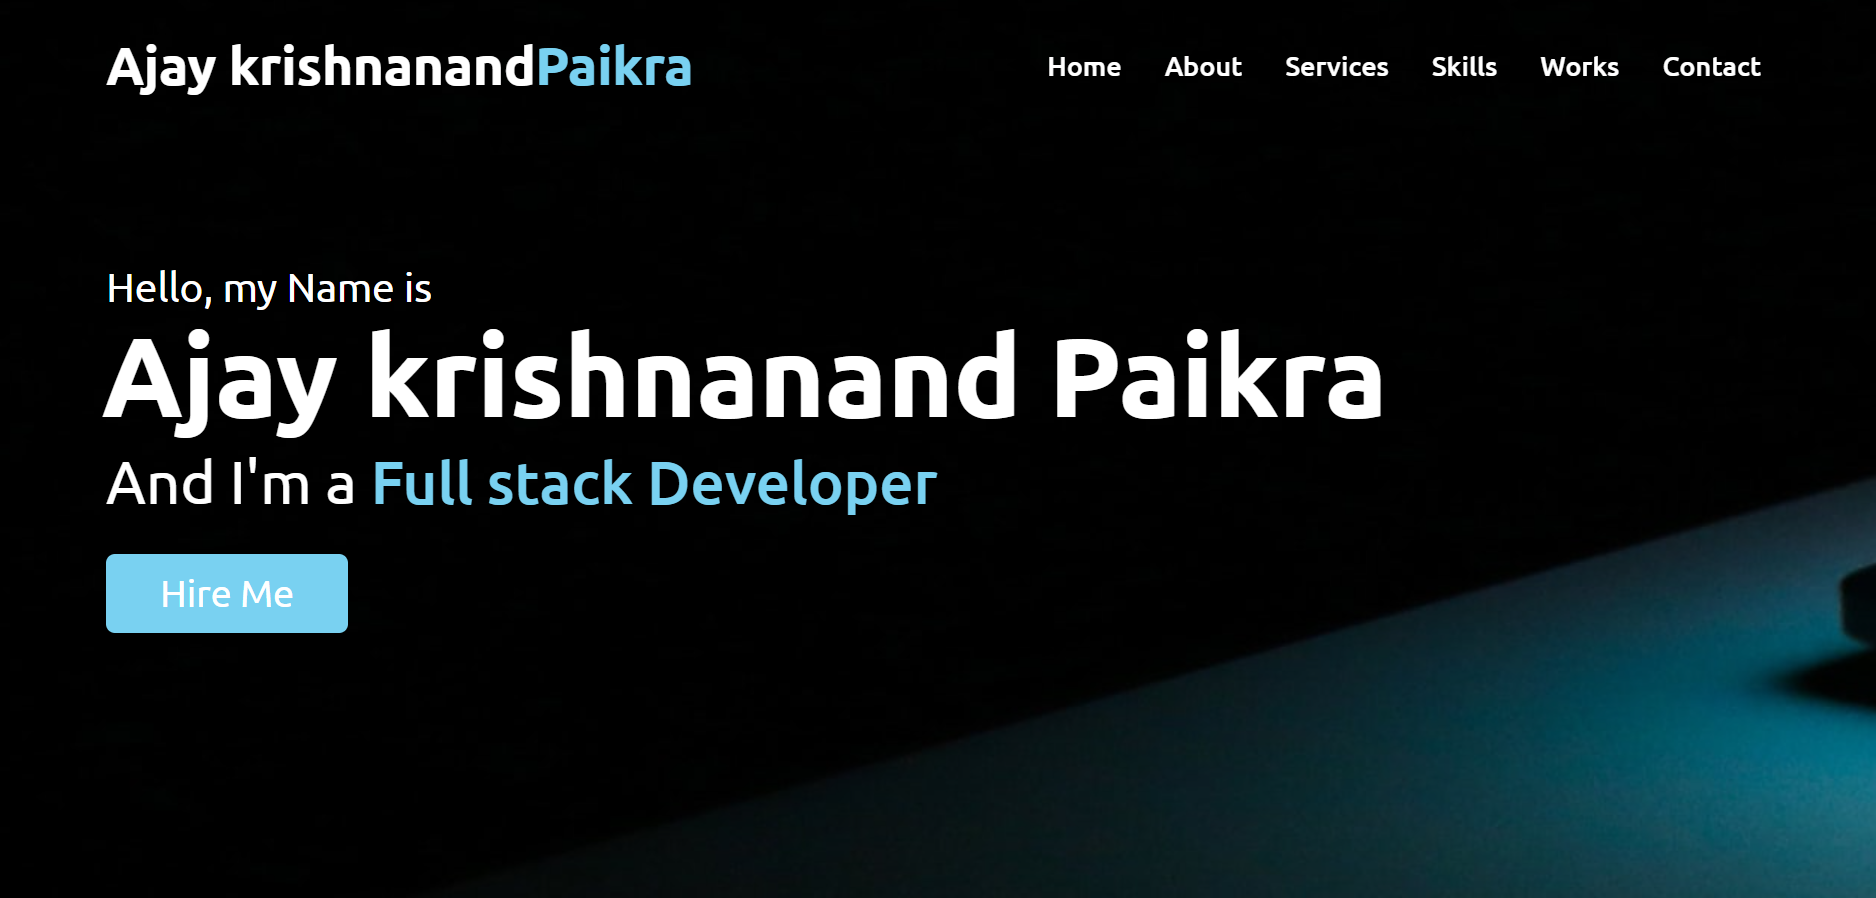 Ajay krishnanandPaikra
Home About Services Skills Works Contact
Hello, my Name is
Ajay krishnanand Paikra
And I'm a Full stack Developer
Hire Me